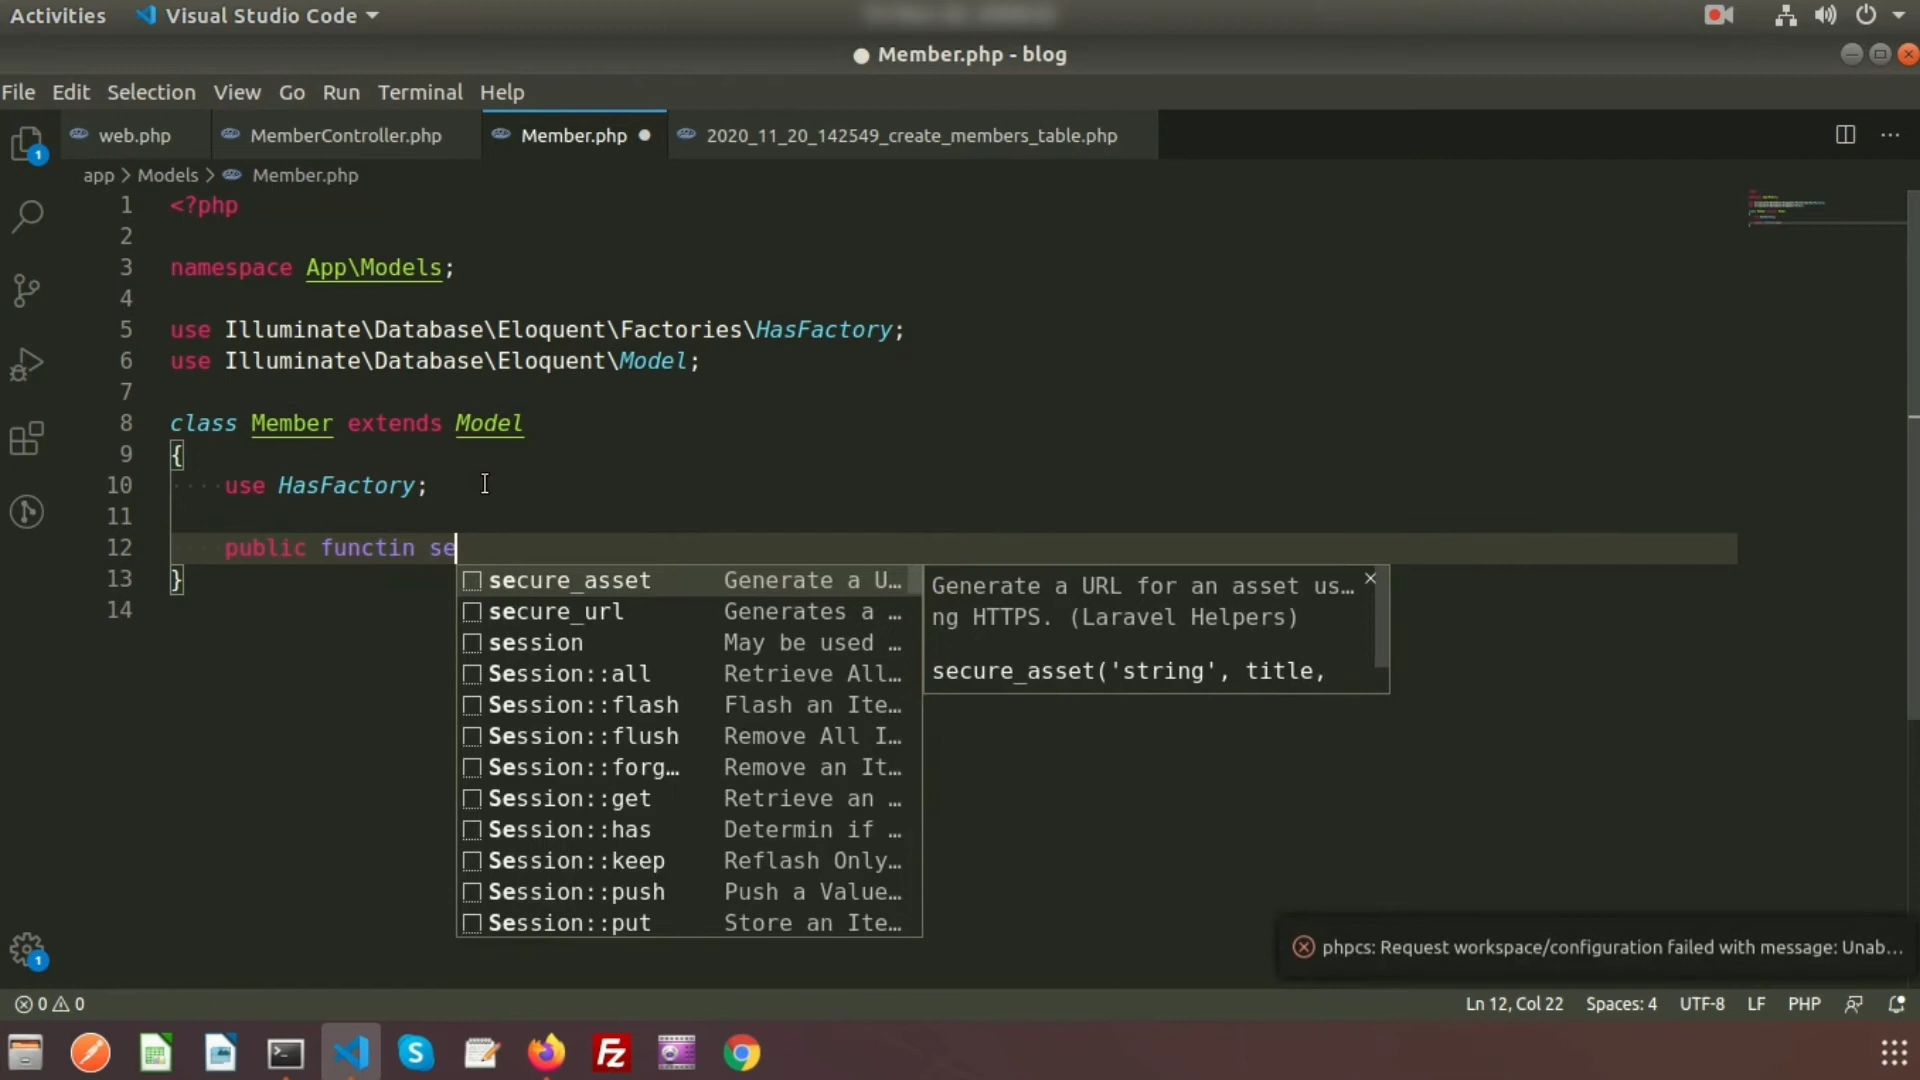 Activities Visual Studio Code
Member.php - blog
File Edit Selection View Go Run Terminal Help
web.php MemberController.php Member.php 2020_11_20_142549_create_members_table.php
app > Models > Member.php
1 <?php
2
3 namespace App\Models;
4
5 use Illuminate\Database\Eloquent\Factories\HasFactory;
6 use Illuminate\Database\Eloquent\Model;
7
8 class Member extends Model
9 {
10 use HasFactory;
11
12 public functin se
13 }
14
secure_asset Generate a U…
secure_url Generates a …
session May be used …
Session::all Retrieve All…
Session::flash Flash an Ite…
Session::flush Remove All I…
Session::forg… Remove an It…
Session::get Retrieve an …
Session::has Determin if …
Session::keep Reflash Only…
Session::push Push a Value…
Session::put Store an Ite…
Generate a URL for an asset us…
ng HTTPS. (Laravel Helpers)
secure_asset('string', title,
1
1
phpcs: Request workspace/configuration failed with message: Unab…
0 0 Ln 12, Col 22 Spaces: 4 UTF-8 LF PHP